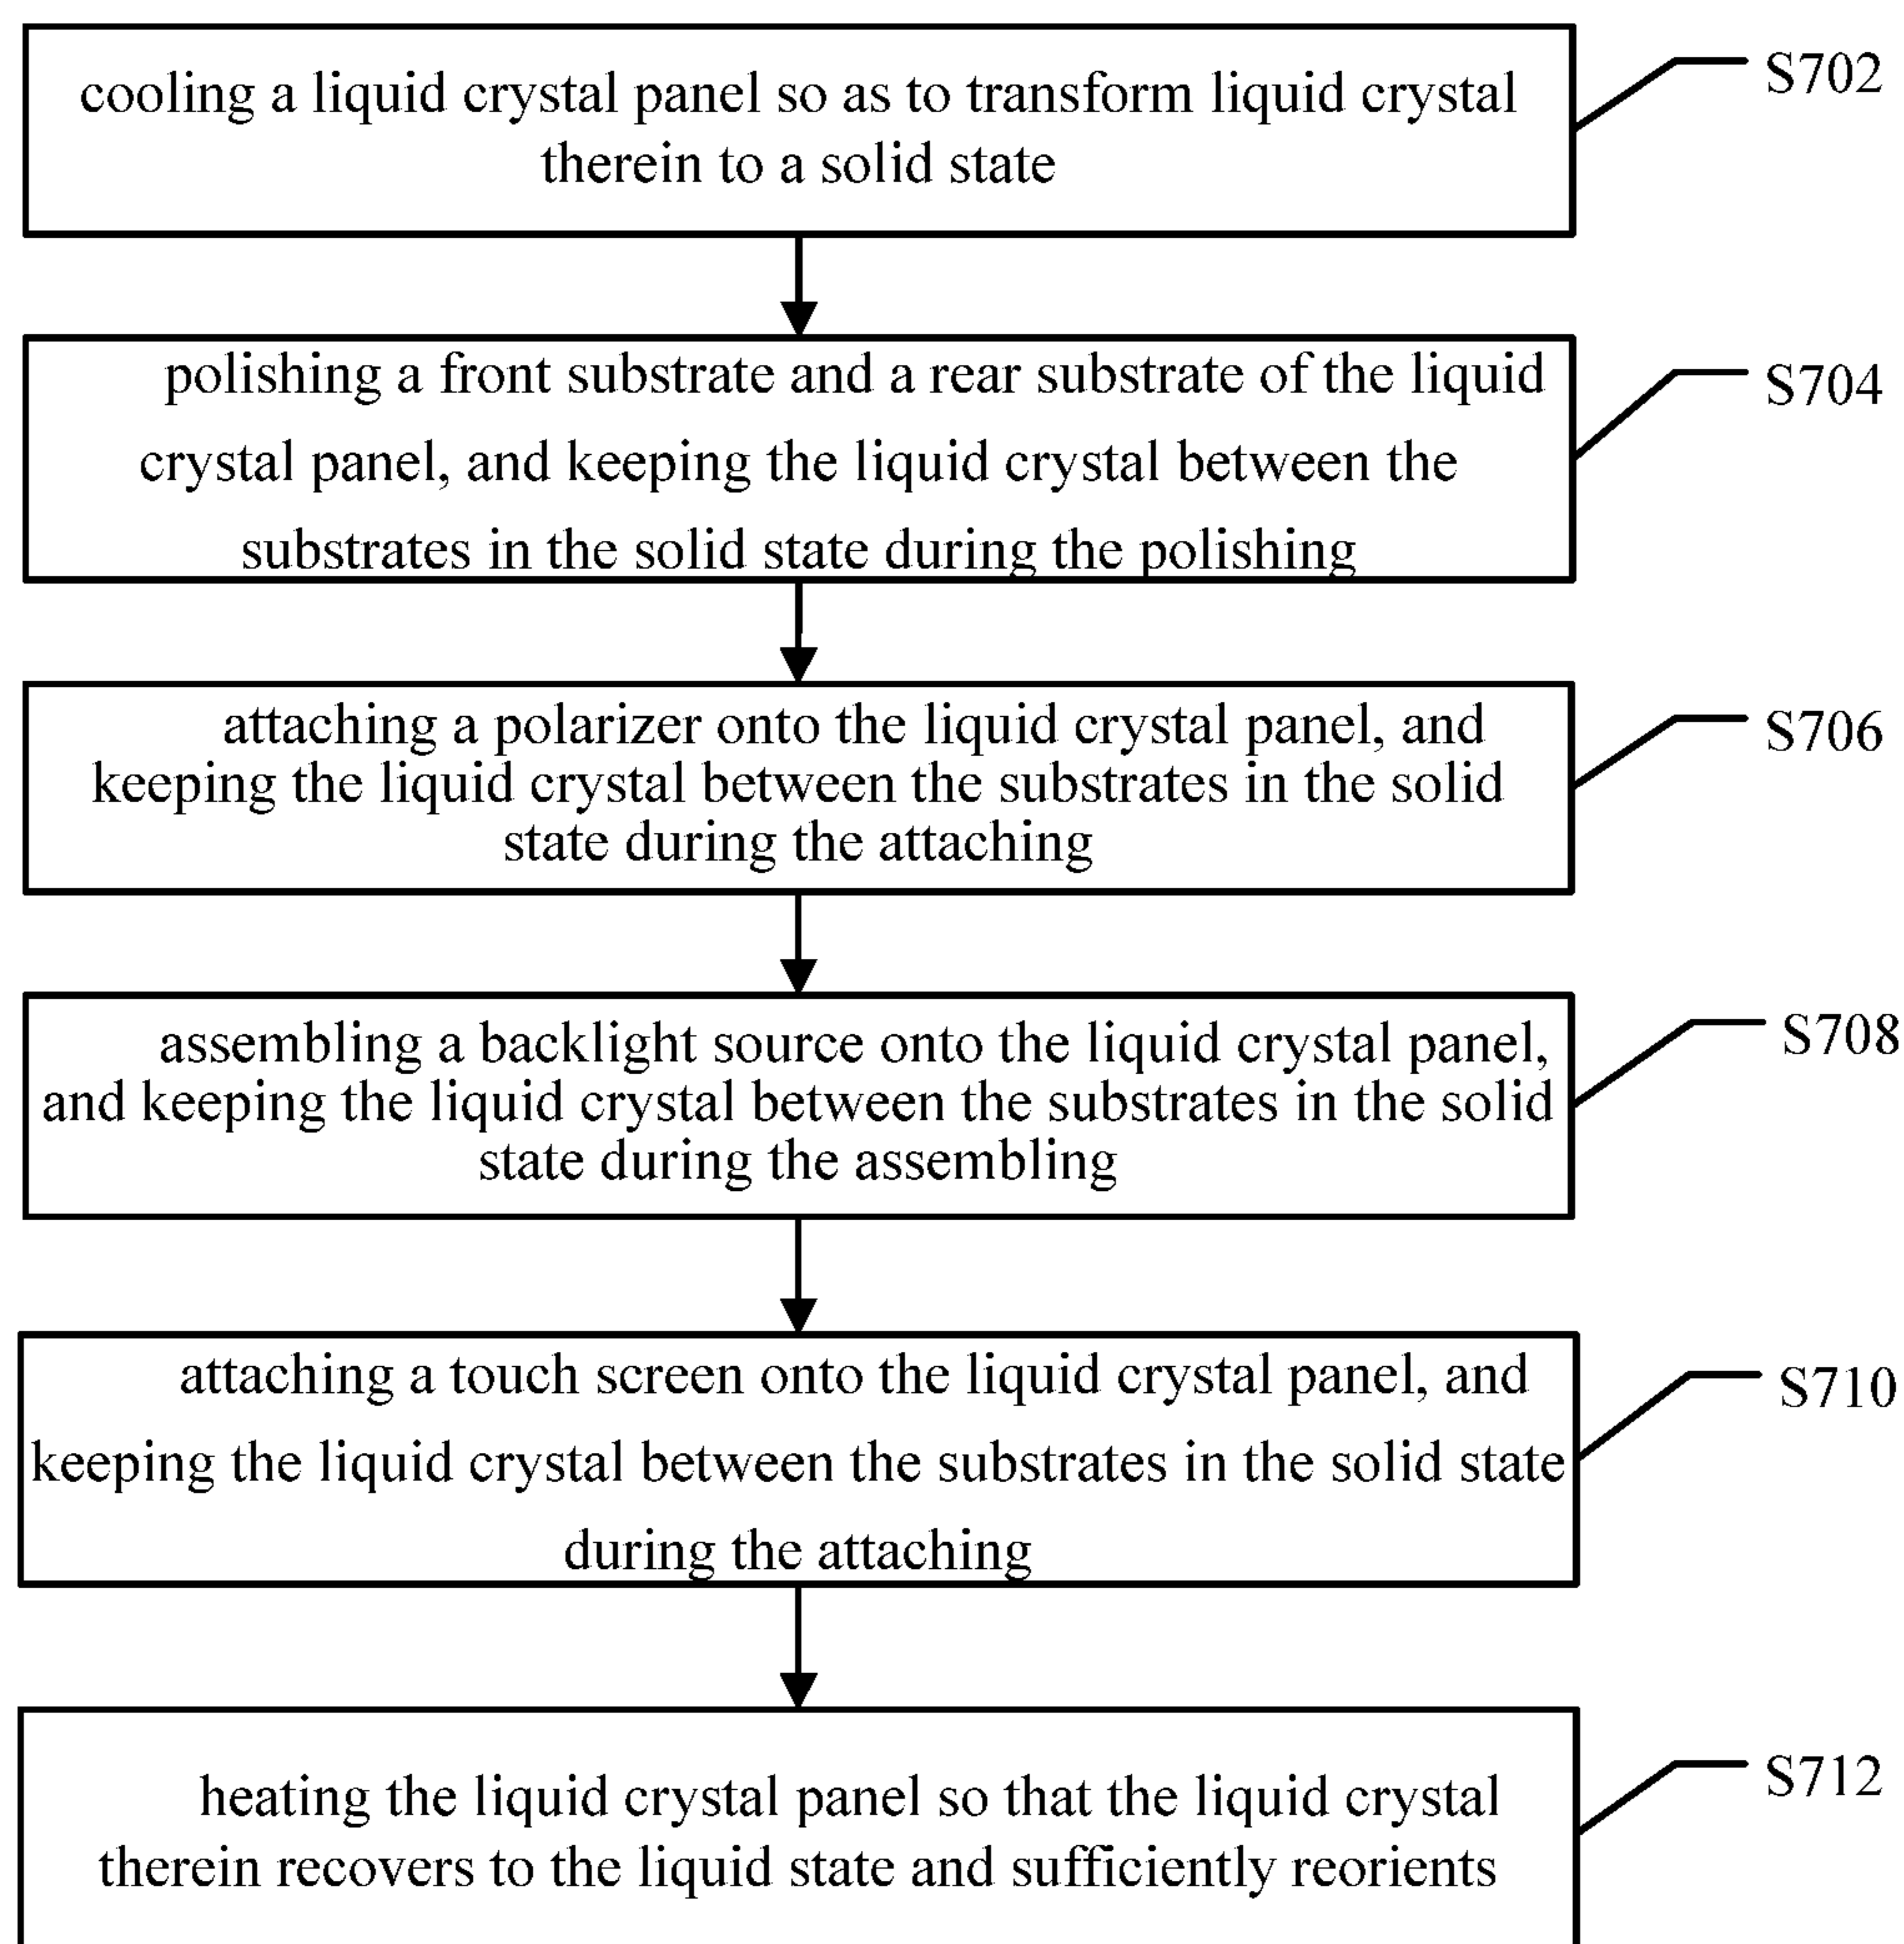 cooling a liquid crystal panel so as to transform liquid crystal
therein to a solid state
S702
polishing a front substrate and a rear substrate of the liquid
crystal panel, and keeping the liquid crystal between the
substrates in the solid state during the polishing
S704
attaching a polarizer onto the liquid crystal panel, and
keeping the liquid crystal between the substrates in the solid
state during the attaching
S706
assembling a backlight source onto the liquid crystal panel,
and keeping the liquid crystal between the substrates in the solid
state during the assembling
S708
attaching a touch screen onto the liquid crystal panel, and
keeping the liquid crystal between the substrates in the solid state
during the attaching
S710
heating the liquid crystal panel so that the liquid crystal
therein recovers to the liquid state and sufficiently reorients
S712